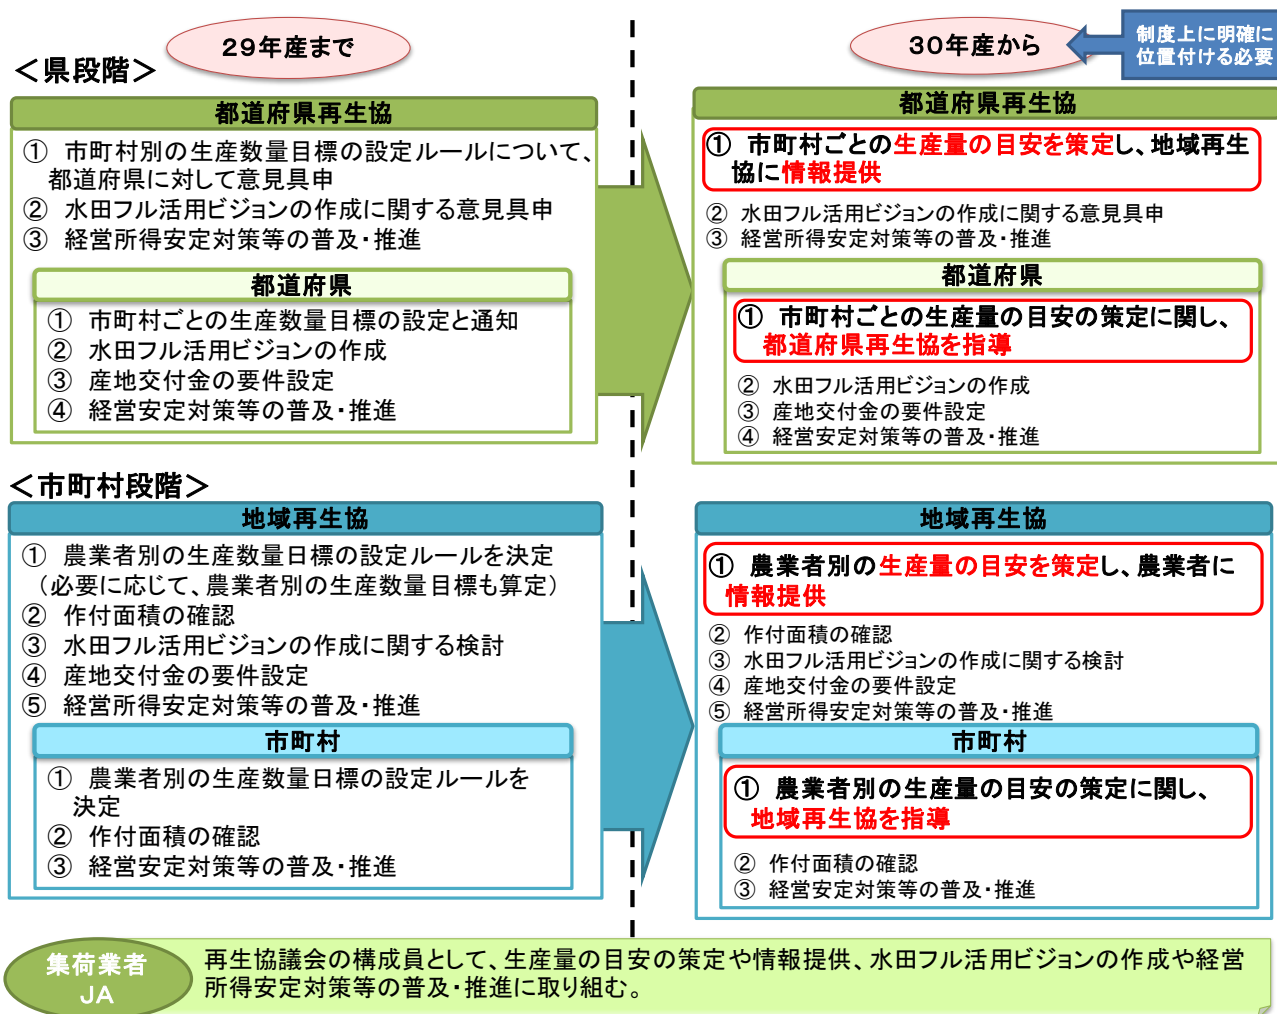 29年産まで
<県段階>
都道府県再生協
① 市町村別の生産数量目標の設定ルールについて、
都道府県に対して意見具申
② 水田フル活用ビジョンの作成に関する意見具申
③ 経営所得安定対策等の普及・推進
都道府県
① 市町村ごとの生産数量目標の設定と通知
② 水田フル活用ビジョンの作成
③ 産地交付金の要件設定
④ 経営安定対策等の普及・推進
30年産から
制度上に明確に
位置付ける必要
都道府県再生協
① 市町村ごとの生産量の目安を策定し、地域再生
協に情報提供
② 水田フル活用ビジョンの作成に関する意見具申
③ 経営所得安定対策等の普及・推進
都道府県
① 市町村ごとの生産量の目安の策定に関し、
都道府県再生協を指導
② 水田フル活用ビジョンの作成
③ 産地交付金の要件設定
④ 経営安定対策等の普及・推進
<市町村段階>
地域再生協
① 農業者別の生産数量日標の設定ルールを決定
(必要に応じて、農業者別の生産数量目標も算定)
② 作付面積の確認
③ 水田フル活用ビジョンの作成に関する検討
④ 産地交付金の要件設定
⑤ 経営所得安定対策等の普及・推進
市町村
① 農業者別の生産数量日標の設定ルールを
決定
② 作付面積の確認
③ 経営安定対策等の普及・推進
地域再生協
① 農業者別の生産量の目安を策定し、農業者に
情報提供
② 作付面積の確認
③ 水田フル活用ビジョンの作成に関する検討
④ 産地交付金の要件設定
⑤ 経営所得安定対策等の普及・推進
市町村
① 農業者別の生産量の目安の策定に関し、
地域再生協を指導
② 作付面積の確認
③ 経営安定対策等の普及・推進
集荷業者
JA
再生協議会の構成員として、生産量の目安の策定や情報提供、水田フル活用ビジョンの作成や経営
所得安定対策等の普及・推進に取り組む。